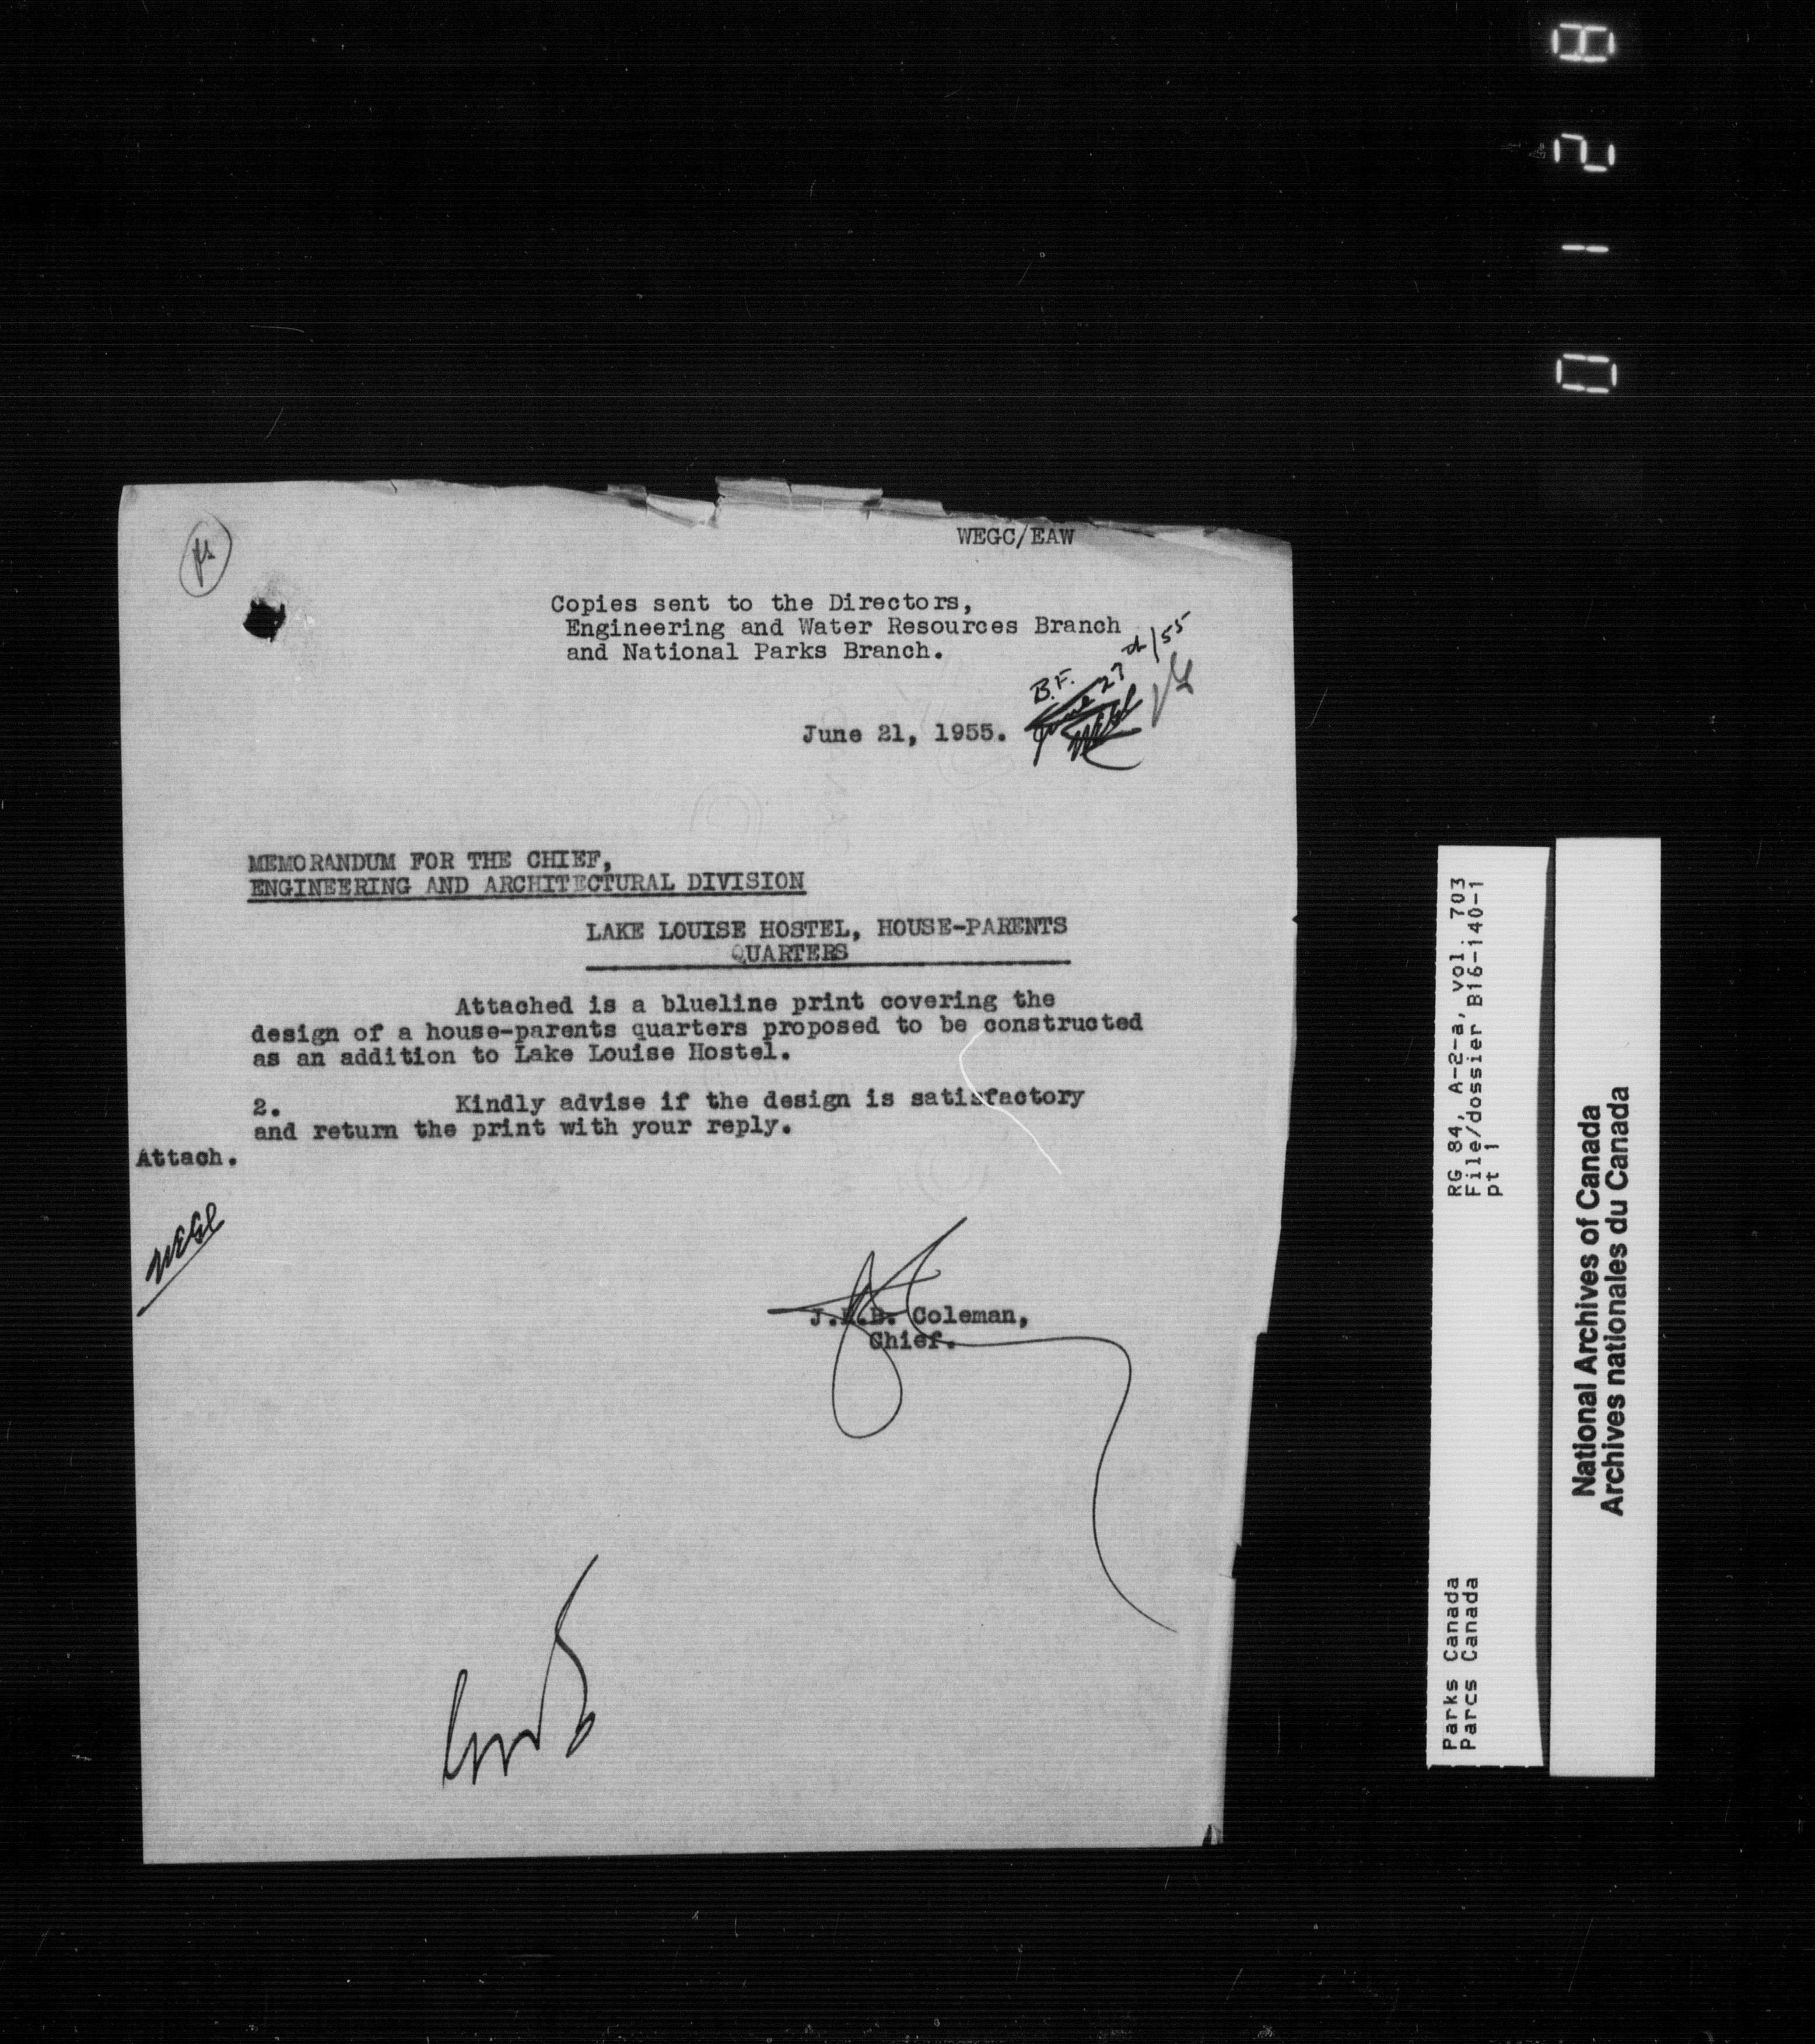 WEGC/EAW
Copies sent to the Directors,
Engineering and Water Resources Branch
and National Parks Branch.
B.F.
June 27th/55
June 21, 1955.
MEMORANDUM FOR THE CHIEF,
ENGINEERING AND ARCHITECTURAL DIVISION
LAKE LOUISE HOSTEL, HOUSE-PARENTS
QUARTERS
Attached is a blueline print covering the
design of a house-parents quarters proposed to be constructed
as an addition to Lake Louise Hostel.
2. Kindly advise if the design is satisfactory
and return the print with your reply.
Attach.
WEGC
J.R.B. Coleman,
Chief.
RG 84, A-2-a, vol. 703
File/dossier B16-140-1
pt 1
Parks Canada
Parcs Canada
National Archives of Canada
Archives nationales du Canada